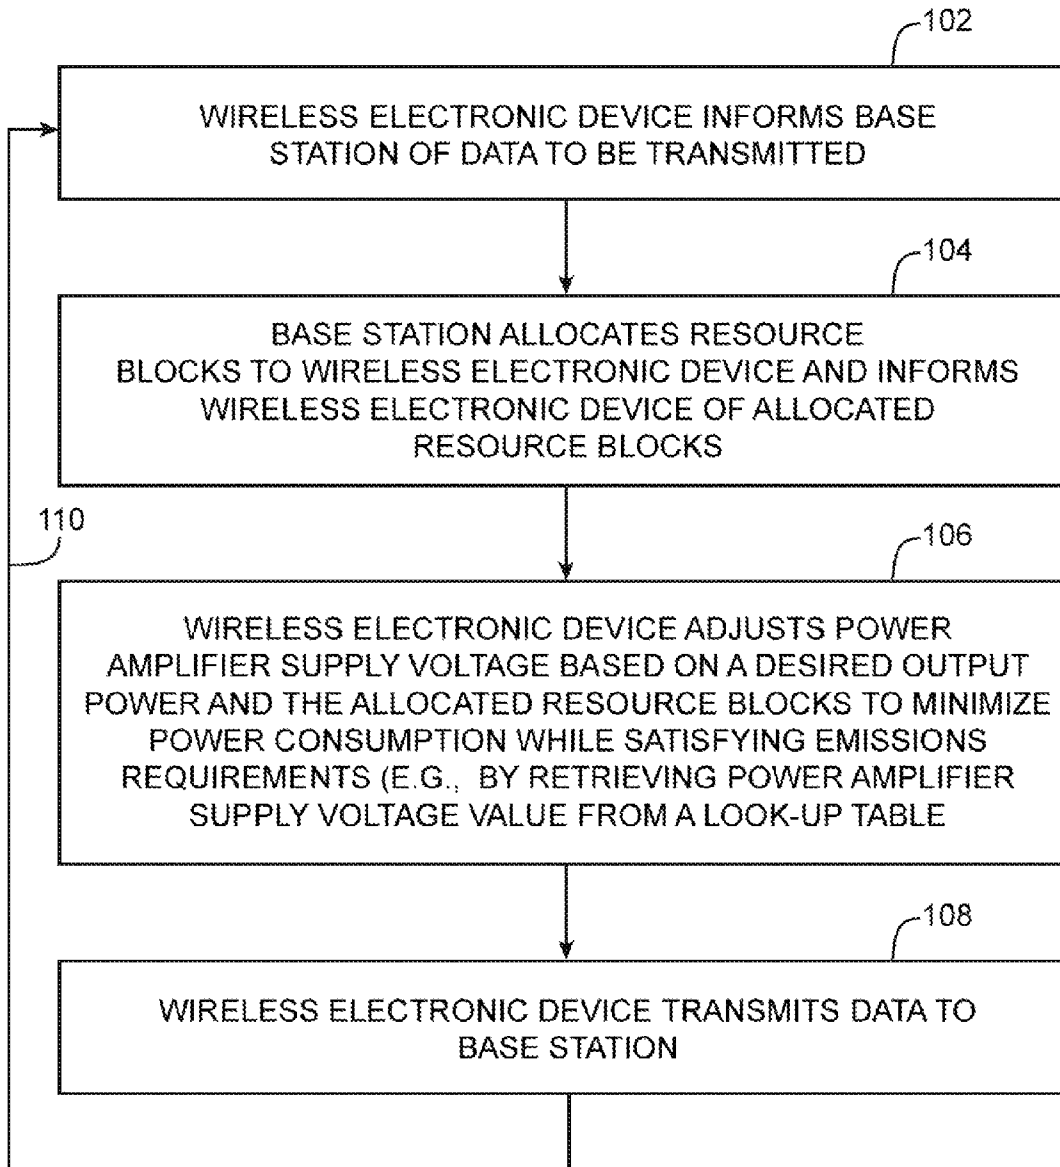 102
WIRELESS ELECTRONIC DEVICE INFORMS BASE
STATION OF DATA TO BE TRANSMITTED
104
BASE STATION ALLOCATES RESOURCE
BLOCKS TO WIRELESS ELECTRONIC DEVICE AND INFORMS
WIRELESS ELECTRONIC DEVICE OF ALLOCATED
RESOURCE BLOCKS
110
106
WIRELESS ELECTRONIC DEVICE ADJUSTS POWER
AMPLIFIER SUPPLY VOLTAGE BASED ON A DESIRED OUTPUT
POWER AND THE ALLOCATED RESOURCE BLOCKS TO MINIMIZE
POWER CONSUMPTION WHILE SATISFYING EMISSIONS
REQUIREMENTS (E.G., BY RETRIEVING POWER AMPLIFIER
SUPPLY VOLTAGE VALUE FROM A LOOK-UP TABLE
108
WIRELESS ELECTRONIC DEVICE TRANSMITS DATA TO
BASE STATION